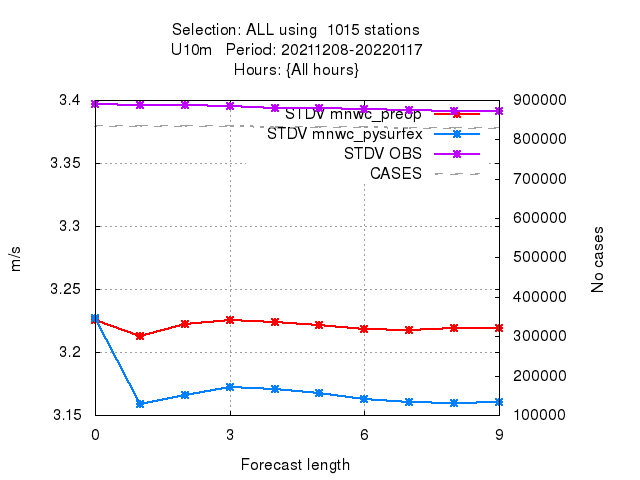 Selection: ALL using  1015 stations
U10m   Period: 20211208-20220117
Hours: {All hours}
STDV mnwc_preop
STDV mnwc_pysurfex
STDV OBS
CASES
3.4
3.35
3.3
3.25
3.2
3.15
m/s
900000
800000
700000
600000
500000
400000
300000
200000
100000
No cases
0 3 6 9
Forecast length